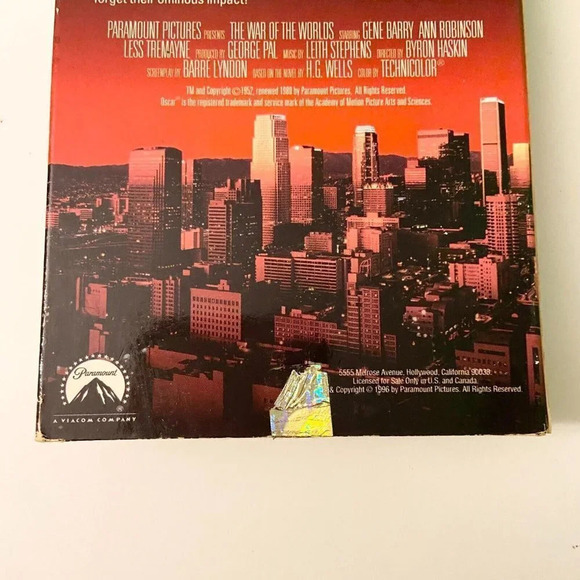 forget their ominous impact!
PARAMOUNT PICTURES PRESENTS THE WAR OF THE WORLDS STARRING GENE BARRY ANN ROBINSON
LESS TREMAYNE PRODUCED BY GEORGE PAL MUSIC BY LEITH STEPHENS DIRECTED BY BYRON HASKIN
SCREENPLAY BY BARRE LYNDON BASED ON THE NOVEL BY H.G. WELLS COLOR BY TECHNICOLOR®
TM and Copyright © 1952, renewed 1988 by Paramount Pictures. All Rights Reserved.
Oscar® is the registered trademark and service mark of the Academy of Motion Picture Arts and Sciences.
Paramount ®
A VIACOM COMPANY
5555 Melrose Avenue, Hollywood, California 90038.
Licensed for Sale Only in U.S. and Canada.
& Copyright © 1996 by Paramount Pictures. All Rights Reserved.